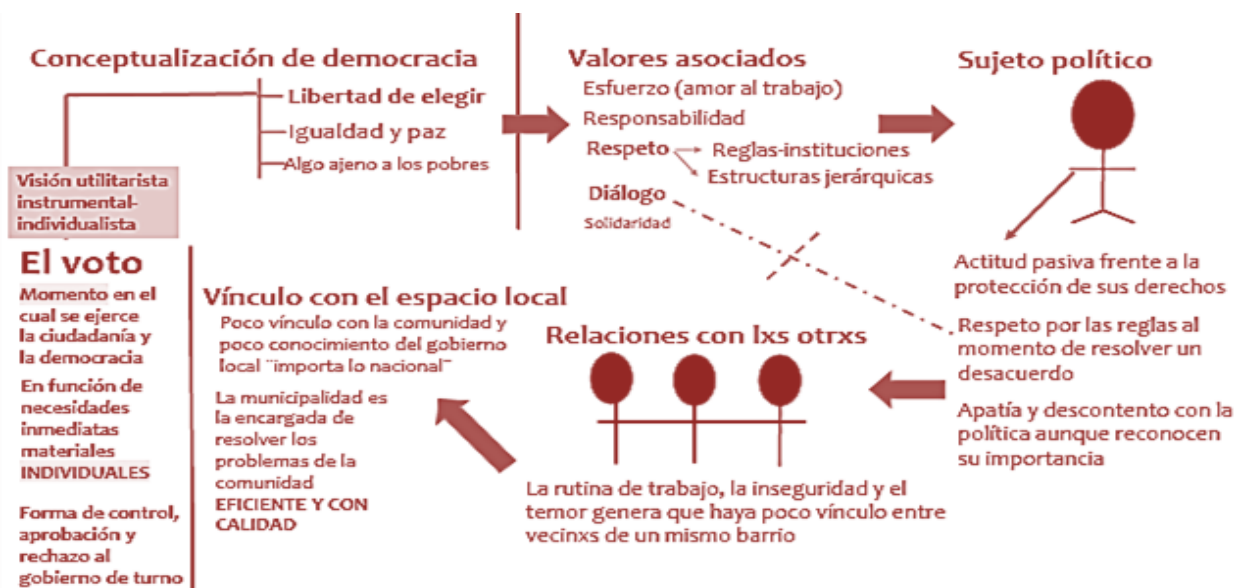 Conceptualización de democracia
Libertad de elegir
Igualdad y paz
Algo ajeno a los pobres
Visión utilitarista
instrumental-
individualista
El voto
Momento en el
cual se ejerce
la ciudadanía y
la democracia
En función de
necesidades
inmediatas
materiales
INDIVIDUALES
Forma de control,
aprobación y
rechazo al
gobierno de turno
Valores asociados
Esfuerzo (amor al trabajo)
Responsabilidad
Respeto
Reglas-instituciones
Estructuras jerárquicas
Diálogo
Solidaridad
Sujeto político
Actitud pasiva frente a la
protección de sus derechos
Respeto por las reglas al
momento de resolver un
desacuerdo
Apatía y descontento con la
política aunque reconocen
su importancia
Relaciones con lxs otrxs
La rutina de trabajo, la inseguridad y el
temor genera que haya poco vínculo entre
vecinxs de un mismo barrio
Vínculo con el espacio local
Poco vínculo con la comunidad y
poco conocimiento del gobierno
local ¨importa lo nacional¨
La municipalidad es
la encargada de
resolver los
problemas de la
comunidad
EFICIENTE Y CON
CALIDAD